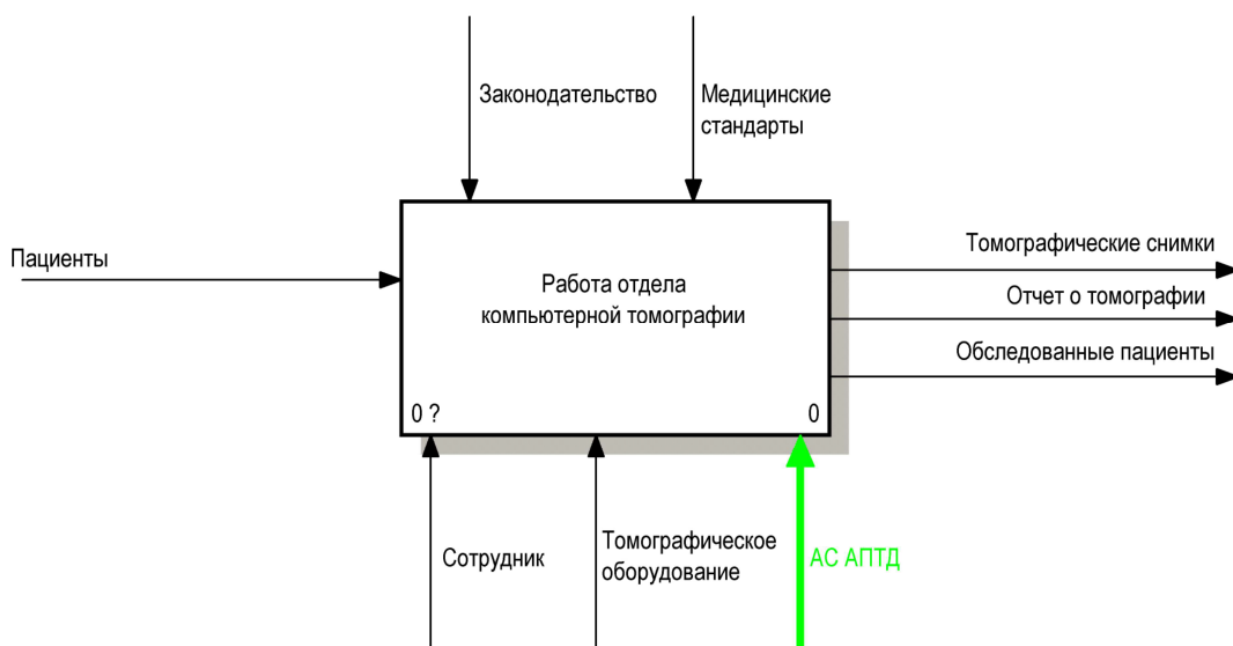 Законодательство
Медицинские
стандарты
Пациенты
Работа отдела
компьютерной томографии
0 ?
0
Томографические снимки
Отчет о томографии
Обследованные пациенты
Сотрудник
Томографическое
оборудование
АС АПТД